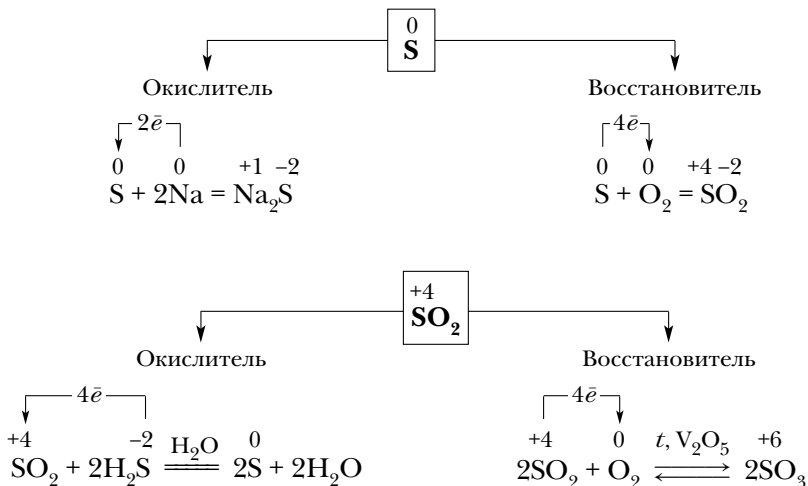 0
S
Окислитель Восстановитель
2ē 4ē
0 0 +1 −2 0 0 +4 −2
S + 2Na = Na₂S S + O₂ = SO₂
+4
SO₂
Окислитель Восстановитель
4ē 4ē
+4 −2 H₂O 0 +4 0 t, V₂O₅ +6
SO₂ + 2H₂S = 2S + 2H₂O 2SO₂ + O₂ ⇄ 2SO₃